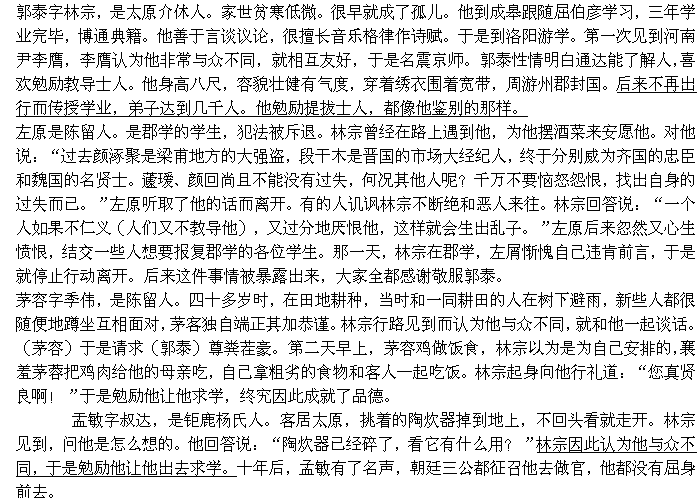 郭泰字林宗，是太原介休人。家世贫寒低微。很早就成了孤儿。他到成皋跟随屈伯彦学习，三年学
业完毕，博通典籍。他善于言谈议论，很擅长音乐格律作诗赋。于是到洛阳游学。第一次见到河南
尹李膺，李膺认为他非常与众不同，就相互友好，于是名震京师。郭泰性情明白通达能了解人，喜
欢勉励教导士人。他身高八尺，容貌壮健有气度，穿着绣衣围着宽带，周游州郡封国。后来不再出
行而传授学业，弟子达到几千人。他勉励提拔士人，都像他鉴别的那样。
左原是陈留人。是郡学的学生，犯法被斥退。林宗曾经在路上遇到他，为他摆酒菜来安愿他。对他
说：“过去颜涿聚是梁甫地方的大强盗，段干木是晋国的市场大经纪人，终于分别威为齐国的忠臣
和魏国的名贤士。蘧瑗、颜回尚且不能没有过失，何况其他人呢？千万不要恼怒怨恨，找出自身的
过失而已。”左原听取了他的话而离开。有的人讥讽林宗不断绝和恶人来往。林宗回答说：“一个
人如果不仁义（人们又不教导他），又过分地厌恨他，这样就会生出乱子。”左原后来忽然又心生
愤恨，结交一些人想要报复郡学的各位学生。那一天，林宗在郡学，左屑惭愧自己违肯前言，于是
就停止行动离开。后来这件事情被暴露出来，大家全都感谢敬服郭泰。
茅容字季伟，是陈留人。四十多岁时，在田地耕种，当时和一同耕田的人在树下避雨，新些人都很
随便地蹲坐互相面对，茅客独自端正其加恭谨。林宗行路见到而认为他与众不同，就和他一起谈话。
（茅容）于是请求（郭泰）尊粪茬豪。第二天早上，茅容鸡做饭食，林宗以为是为自己安排的，襄
羞茅蓉把鸡肉给他的母亲吃，自己拿粗劣的食物和客人一起吃饭。林宗起身向他行礼道：“您真贤
良啊！”于是勉励他让他求学，终究因此成就了品德。
孟敏字叔达，是钜鹿杨氏人。客居太原，挑着的陶炊器掉到地上，不回头看就走开。林宗
见到，问他是怎么想的。他回答说：“陶炊器已经碎了，看它有什么用？”林宗因此认为他与众不
同，于是勉励他让他出去求学。十年后，孟敏有了名声，朝廷三公都征召他去做官，他都没有屈身
前去。